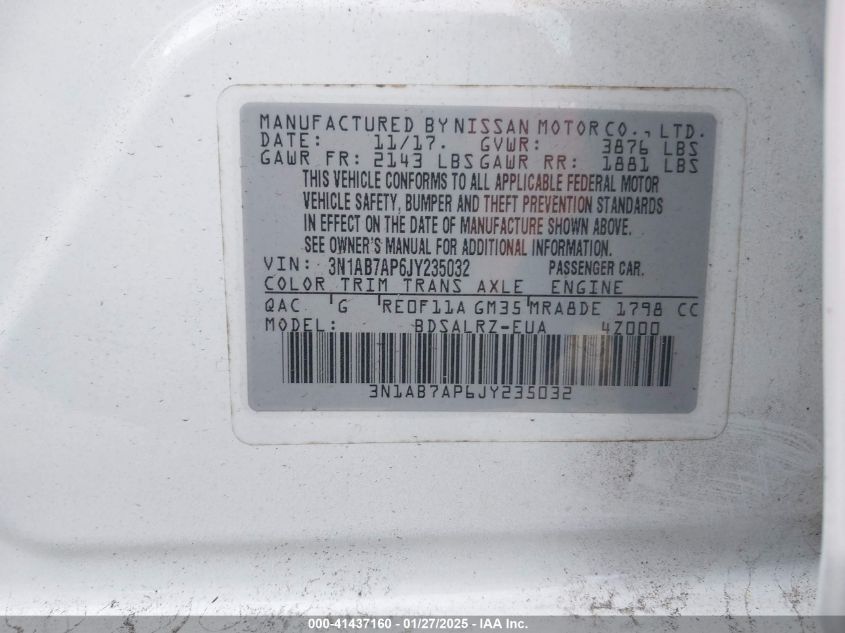 MANUFACTURED BY NISSAN MOTOR CO., LTD.
DATE: 11/17. GVWR: 3876 LBS
GAWR FR: 2143 LBS GAWR RR: 1881 LBS
THIS VEHICLE CONFORMS TO ALL APPLICABLE FEDERAL MOTOR
VEHICLE SAFETY, BUMPER AND THEFT PREVENTION STANDARDS
IN EFFECT ON THE DATE OF MANUFACTURE SHOWN ABOVE.
SEE OWNER'S MANUAL FOR ADDITIONAL INFORMATION.
VIN: 3N1AB7AP6JY235032 PASSENGER CAR.
COLOR TRIM TRANS AXLE ENGINE
QAC G RE0F11A GM35 MRA8DE 1798 CC
MODEL: BDSALRZ-EUA 4Z000
3N1AB7AP6JY235032
000-41437160 - 01/27/2025 - IAA Inc.